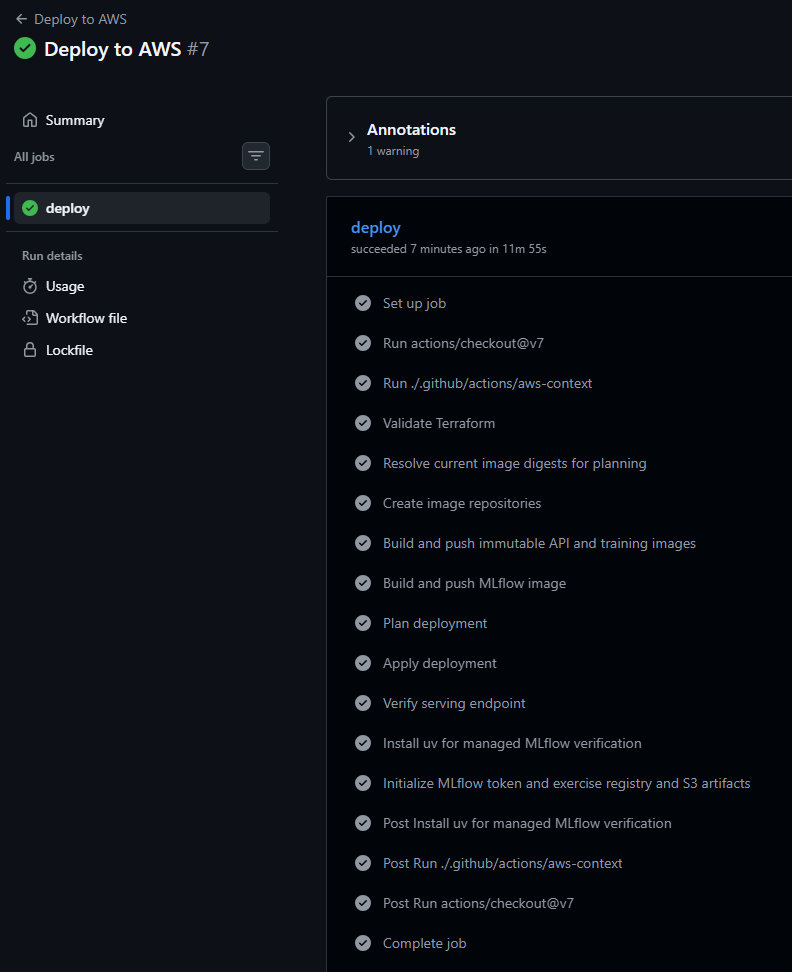 Deploy to AWS
Deploy to AWS #7
Summary
All jobs
deploy
Run details
Usage
Workflow file
Lockfile
Annotations
1 warning
deploy
succeeded 7 minutes ago in 11m 55s
Set up job
Run actions/checkout@v7
Run ./.github/actions/aws-context
Validate Terraform
Resolve current image digests for planning
Create image repositories
Build and push immutable API and training images
Build and push MLflow image
Plan deployment
Apply deployment
Verify serving endpoint
Install uv for managed MLflow verification
Initialize MLflow token and exercise registry and S3 artifacts
Post Install uv for managed MLflow verification
Post Run ./.github/actions/aws-context
Post Run actions/checkout@v7
Complete job